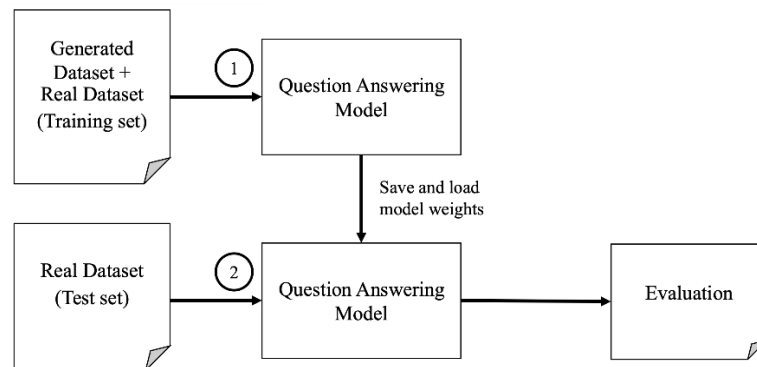 Generated
Dataset +
Real Dataset
(Training set)
1
Question Answering
Model
Save and load
model weights
Real Dataset
(Test set)
2
Question Answering
Model
Evaluation